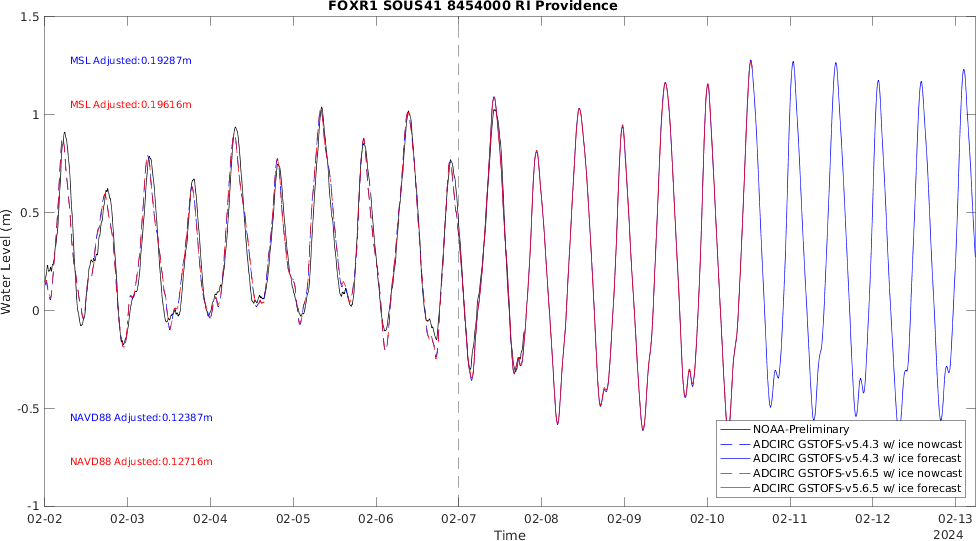 FOXR1 SOUS41 8454000 RI Providence
1.5
MSL Adjusted:0.19287m
MSL Adjusted:0.19616m
1
0.5
Water Level (m)
0
-0.5
NAVD88 Adjusted:0.12387m
NAVD88 Adjusted:0.12716m
NOAA-Preliminary
ADCIRC GSTOFS-v5.4.3 w/ ice nowcast
ADCIRC GSTOFS-v5.4.3 w/ ice forecast
ADCIRC GSTOFS-v5.6.5 w/ ice nowcast
ADCIRC GSTOFS-v5.6.5 w/ ice forecast
-1
02-02 02-03 02-04 02-05 02-06 02-07 02-08 02-09 02-10 02-11 02-12 02-13
Time 2024